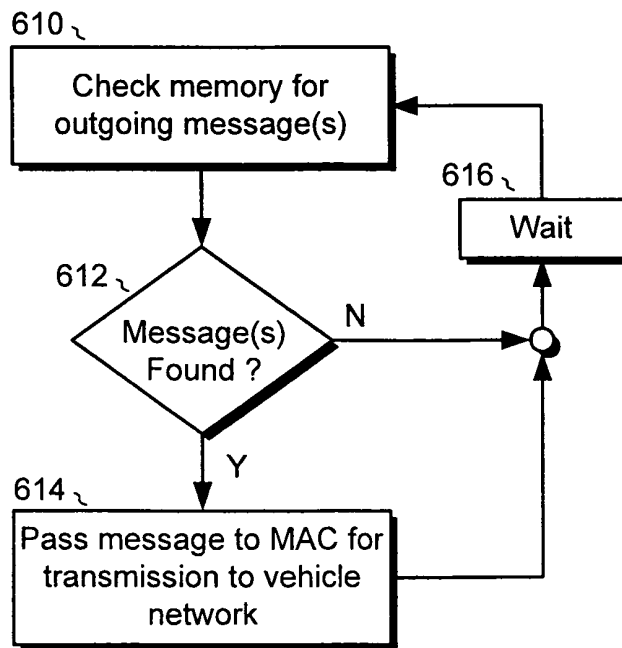 610
Check memory for
outgoing message(s)
616
Wait
612
Message(s)
Found ?
N
Y
614
Pass message to MAC for
transmission to vehicle
network